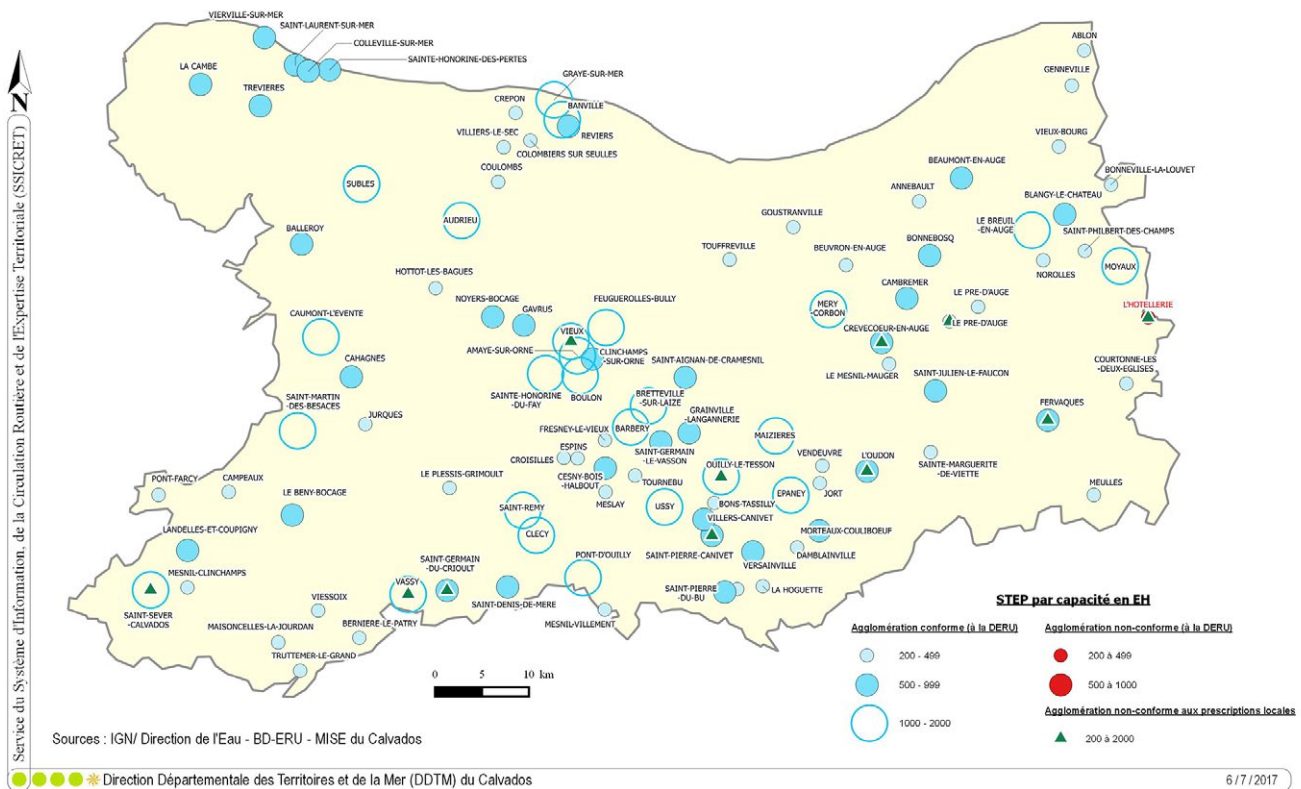 VIERVILLE-SUR-MER
SAINT-LAURENT-SUR-MER
COLLEVILLE-SUR-MER
SAINTE-HONORINE-DES-PERTES
LA CAMBE
TREVIERES
GRAYE-SUR-MER
CREPON
BANVILLE
REVIERS
VILLIERS-LE-SEC
COLOMBIERS SUR SEULLES
COULOMBS
ABLON
GENNEVILLE
VIEUX-BOURG
BEAUMONT-EN-AUGE
BONNEVILLE-LA-LOUVET
ANNEBAULT
BLANGY-LE-CHATEAU
SUBLES
AUDRIEU
GOUSTRANVILLE
LE BREUIL
-EN-AUGE
SAINT-PHILBERT-DES-CHAMPS
BALLEROY
TOUFFREVILLE
BEUVRON-EN-AUGE
BONNEBOSQ
NOROLLES
MOYAUX
HOTTOT-LES-BAGUES
NOYERS-BOCAGE
GAVRUS
FEUGUEROLLES-BULLY
CAMBREMER
LE PRE-D'AUGE
L'HOTELLERIE
MERY
-CORBON
LE PRE-D'AUGE
CAUMONT-L'EVENTE
VIEUX
CREVECOEUR-EN-AUGE
AMAYE-SUR-ORNE
CLINCHAMPS
-SUR-ORNE
SAINT-AIGNAN-DE-CRAMESNIL
COURTONNE-LES
-DEUX-EGLISES
CAHAGNES
LE MESNIL-MAUGER
SAINT-JULIEN-LE-FAUCON
SAINT-MARTIN
-DES-BESACES
SAINTE-HONORINE
-DU-FAY
BOULON
BRETTEVILLE
-SUR-LAIZE
FERVAQUES
JURQUES
GRAINVILLE
-LANGANNERIE
FRESNEY-LE-VIEUX
BARBERY
MAIZIERES
ESPINS
CROISILLES
SAINT-GERMAIN
-LE-VASSON
VENDEUVRE
L'OUDON
SAINTE-MARGUERITE
-DE-VIETTE
OUILLY-LE-TESSON
LE PLESSIS-GRIMOULT
CESNY-BOIS
-HALBOUT
TOURNEBU
JORT
MEULLES
PONT-FARCY
CAMPEAUX
LE BENY-BOCAGE
MESLAY
EPANEY
SAINT-REMY
USSY
BONS-TASSILLY
VILLERS-CANIVET
LANDELLES-ET-COUPIGNY
CLECY
MORTEAUX-COULIBOEUF
SAINT-PIERRE-CANIVET
DAMBLAINVILLE
PONT-D'OUILLY
VERSAINVILLE
MESNIL-CLINCHAMPS
VASSY
SAINT-GERMAIN
-DU-CRIOULT
SAINT-PIERRE
-DU-BU
LA HOGUETTE
SAINT-DENIS-DE-MERE
SAINT-SEVER
-CALVADOS
VIESSOIX
MESNIL-VILLEMENT
BERNIERE-LE-PATRY
MAISONCELLES-LA-JOURDAN
TRUTTEMER-LE-GRAND
N
Service du Système d'Information, de la Circulation Routière et de l'Expertise Territoriale (SSICRET)
0 5 10 km
STEP par capacité en EH
Agglomération conforme (à la DERU)
200 - 499
500 - 999
1000 - 2000
Agglomération non-conforme (à la DERU)
200 à 499
500 à 1000
Agglomération non-conforme aux prescriptions locales
200 à 2000
Sources : IGN/ Direction de l'Eau - BD-ERU - MISE du Calvados
Direction Départementale des Territoires et de la Mer (DDTM) du Calvados
6 / 7 / 2017